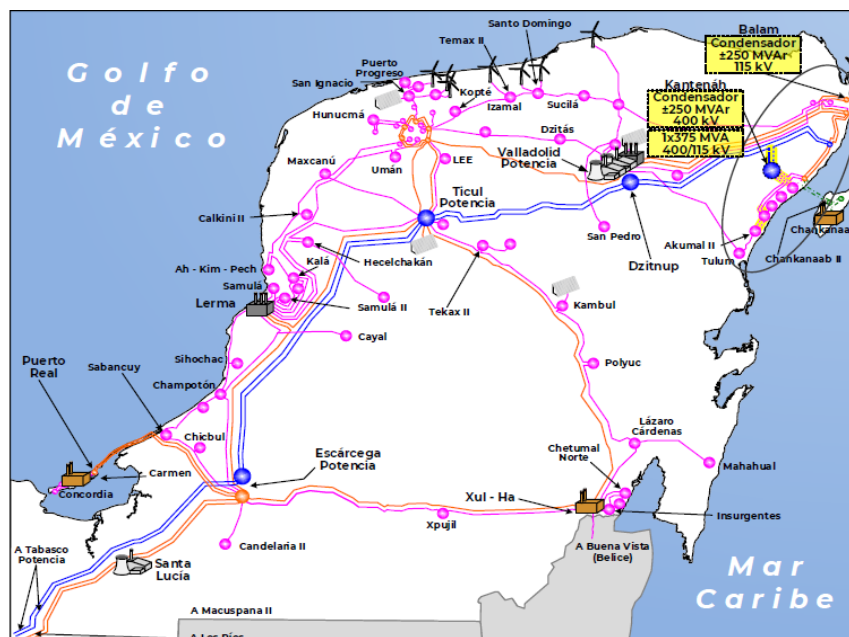 Golfo
de
México
Santo Domingo
Temax II
Puerto
Progreso
San Ignacio
Kopté
Izamal
Sucilá
Hunucmá
Dzitás
Balam
Condensador
±250 MVAr
115 kV
Kantenáh
Condensador
±250 MVAr
400 kV
1x375 MVA
400/115 kV
Valladolid
Potencia
Maxcanú
Umán
LEE
Ticul
Potencia
Calkini II
San Pedro
Akumal II
Tulum
Chankanaab II
Dzitnup
Hecelchakán
Ah - Kim - Pech
Kalá
Samulá
Lerma
Samulá II
Tekax II
Kambul
Cayal
Puerto
Real
Sabancuy
Sihochac
Champotón
Polyuc
Chicbul
Lázaro
Cárdenas
Escárcega
Potencia
Chetumal
Norte
Mahahual
Carmen
Concordia
Xul - Ha
Insurgentes
Xpujil
A Tabasco
Potencia
Santa
Lucía
Candelaria II
A Buena Vista
(Belice)
Mar
Caribe
A Macuspana II